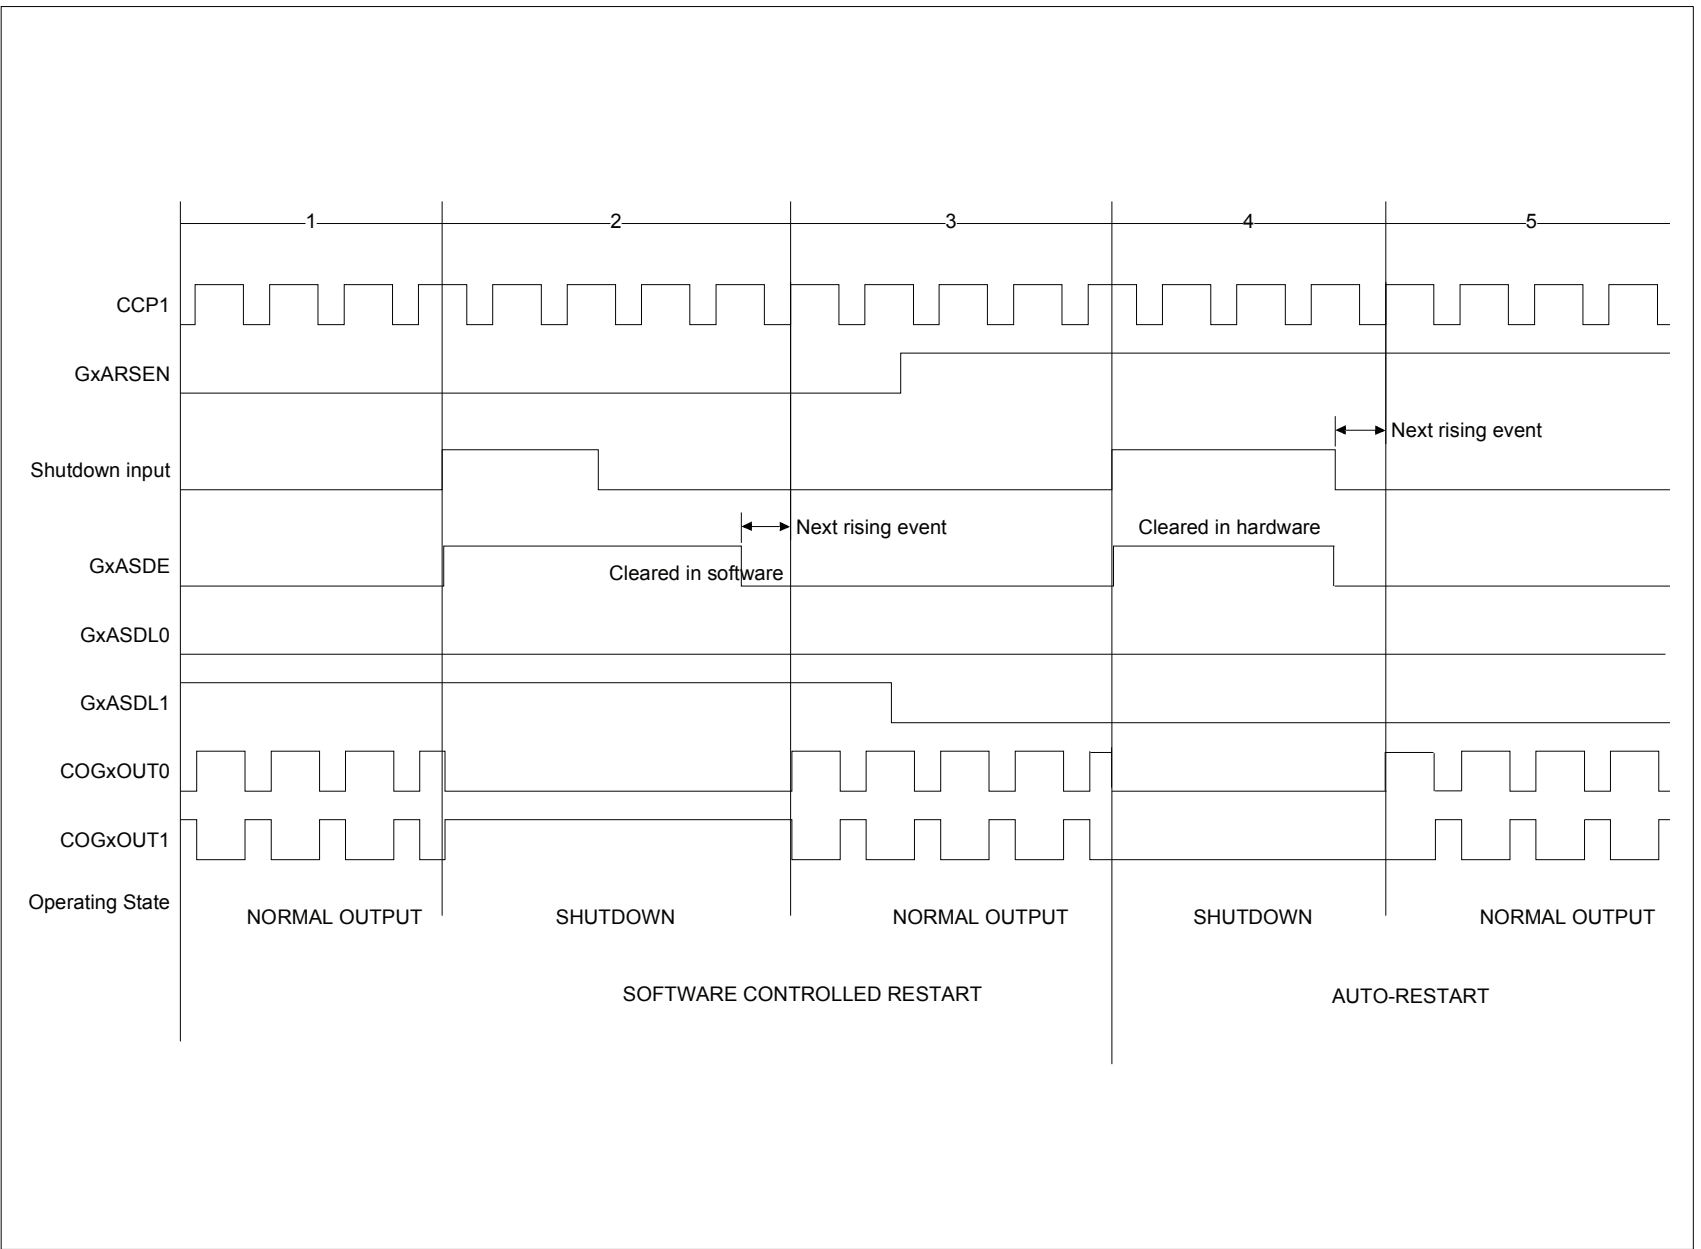 1 2 3 4 5
CCP1
GxARSEN
Next rising event
Shutdown input
Next rising event Cleared in hardware
GxASDE
Cleared in software
GxASDL0
GxASDL1
COGxOUT0
COGxOUT1
Operating State
NORMAL OUTPUT SHUTDOWN NORMAL OUTPUT SHUTDOWN NORMAL OUTPUT
SOFTWARE CONTROLLED RESTART AUTO-RESTART